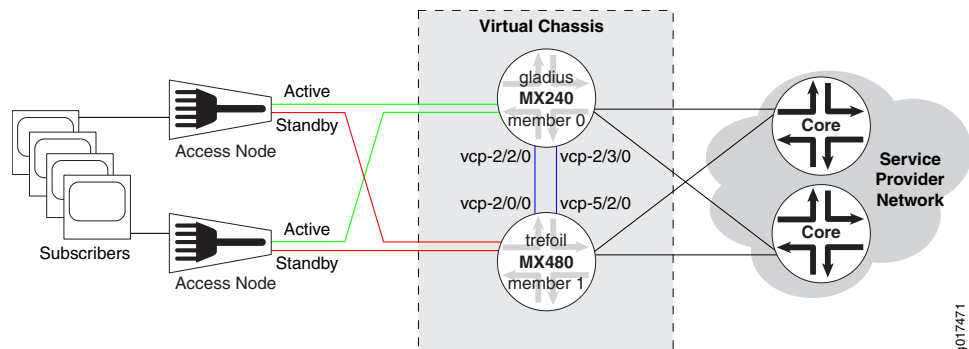 Virtual Chassis
Active
Standby
Access Node
gladius
MX240
member 0
vcp-2/2/0
vcp-2/3/0
Core
Service
Provider
Network
Core
Subscribers
Active
Standby
Access Node
vcp-2/0/0
vcp-5/2/0
trefoil
MX480
member 1
g017471